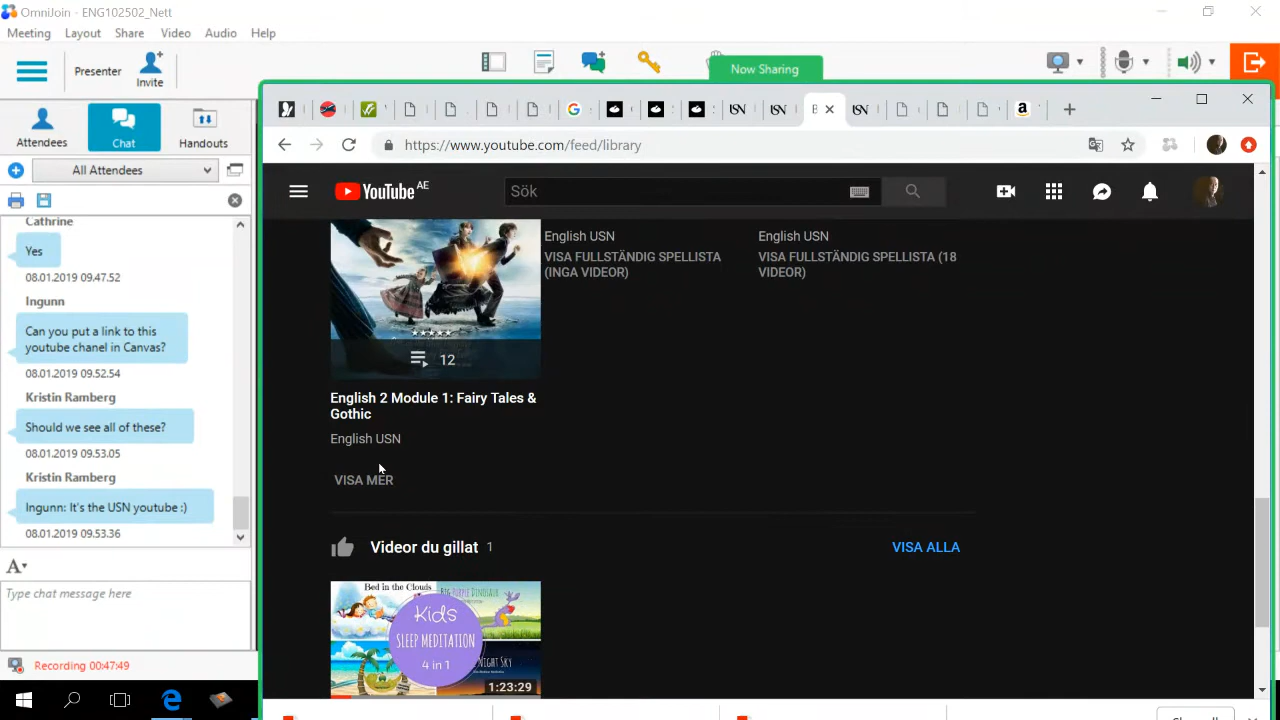 OmniJoin - ENG102502_Nett
Meeting
Layout
Share
Video
Audio
Help
Presenter
Invite
Now Sharing
Attendees
Chat
Handouts
All Attendees
Cathrine
Yes
08.01.2019 09.47.52
Ingunn
Can you put a link to this
youtube chanel in Canvas?
08.01.2019 09.52.54
Kristin Ramberg
Should we see all of these?
08.01.2019 09.53.05
Kristin Ramberg
Ingunn: It's the USN youtube :)
08.01.2019 09.53.36
A
Type chat message here
Recording 00:47:49
https://www.youtube.com/feed/library
YouTube AE
Sök
English USN
VISA FULLSTÄNDIG SPELLISTA
(INGA VIDEOR)
English USN
VISA FULLSTÄNDIG SPELLISTA (18
VIDEOR)
12
English 2 Module 1: Fairy Tales &
Gothic
English USN
VISA MER
Videor du gillat 1
VISA ALLA
Bed in the Clouds
BIG PURPLE DINOSAUR
Kids
SLEEP MEDITATION
4 in 1
NIGHT SKY
1:23:29